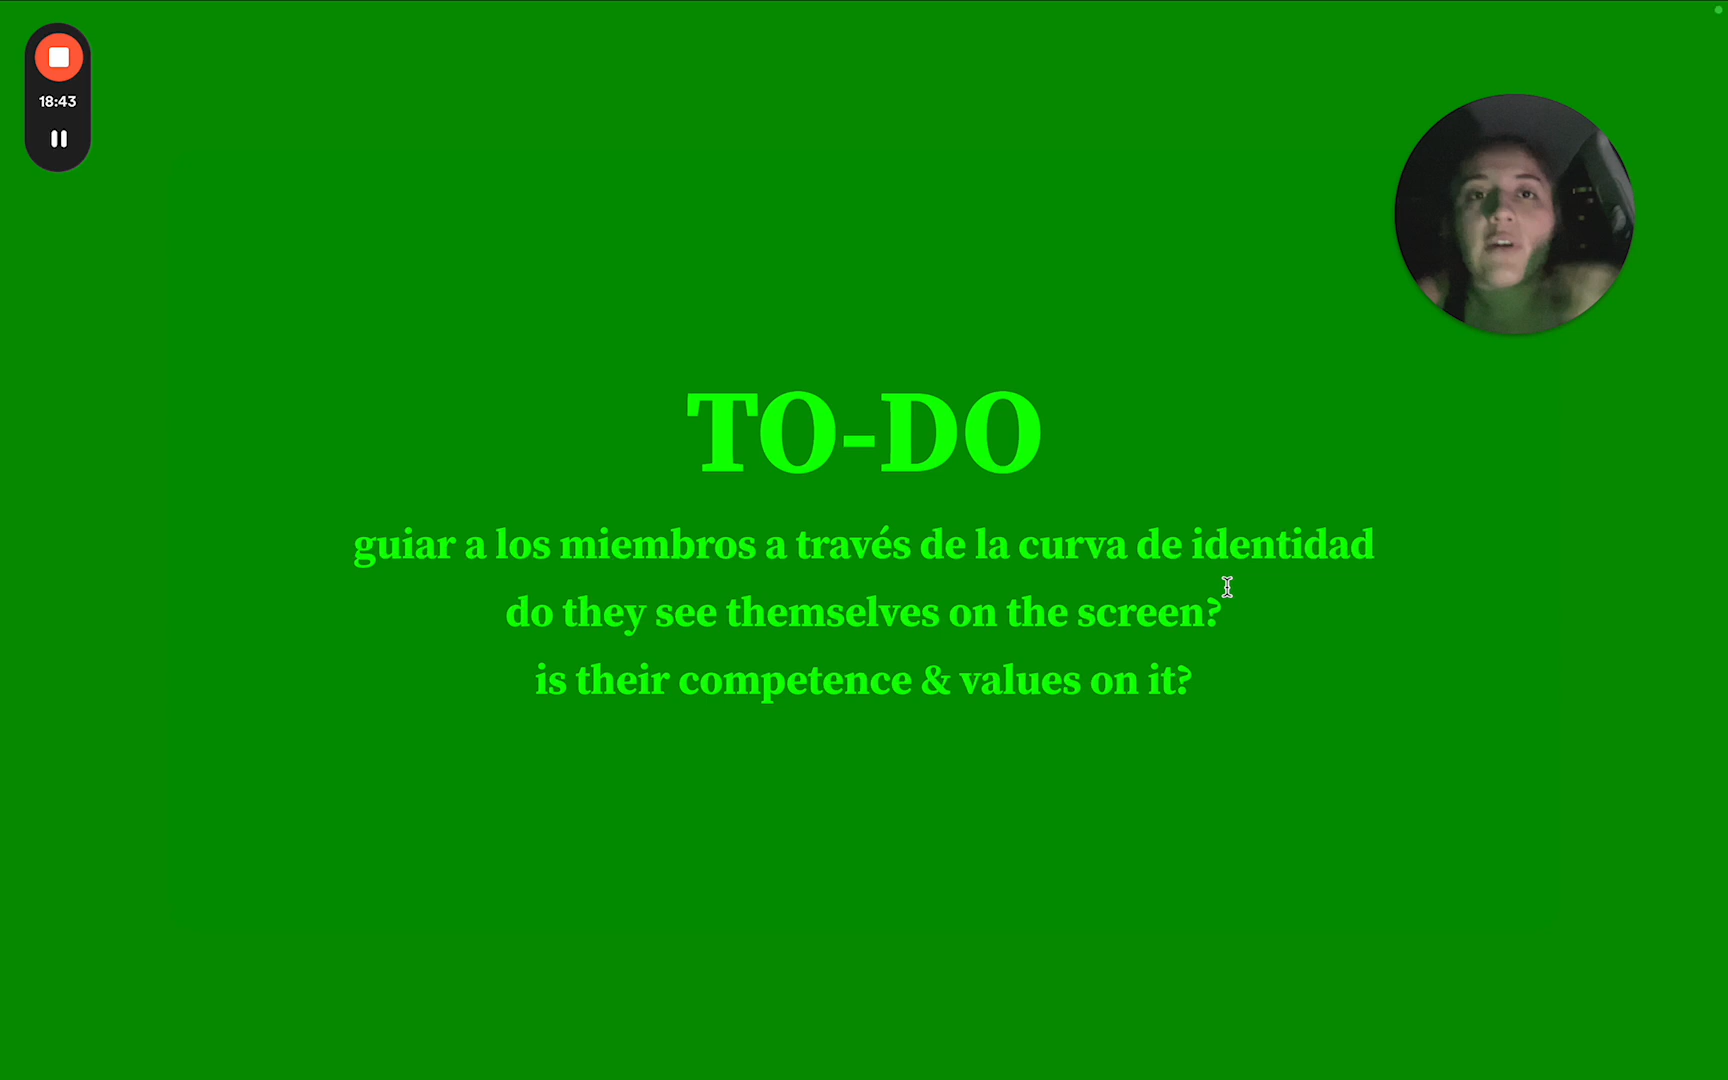 18:43
TO-DO
guiar a los miembros a través de la curva de identidad
do they see themselves on the screen?
is their competence & values on it?